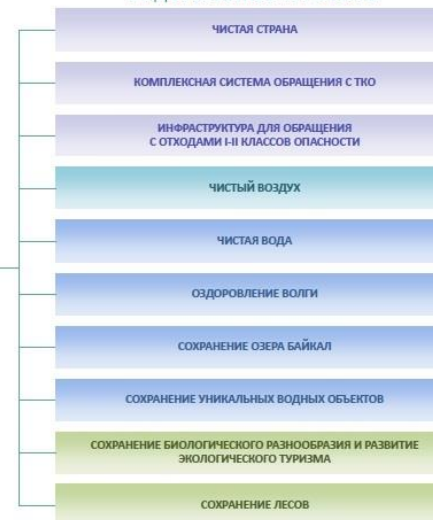 ЧИСТАЯ СТРАНА
КОМПЛЕКСНАЯ СИСТЕМА ОБРАЩЕНИЯ С ТКО
ИНФРАСТРУКТУРА ДЛЯ ОБРАЩЕНИЯ
С ОТХОДАМИ I-II КЛАССОВ ОПАСНОСТИ
ЧИСТЫЙ ВОЗДУХ
ЧИСТАЯ ВОДА
ОЗДОРОВЛЕНИЕ ВОЛГИ
СОХРАНЕНИЕ ОЗЕРА БАЙКАЛ
СОХРАНЕНИЕ УНИКАЛЬНЫХ ВОДНЫХ ОБЪЕКТОВ
СОХРАНЕНИЕ БИОЛОГИЧЕСКОГО РАЗНООБРАЗИЯ И РАЗВИТИЕ
ЭКОЛОГИЧЕСКОГО ТУРИЗМА
СОХРАНЕНИЕ ЛЕСОВ